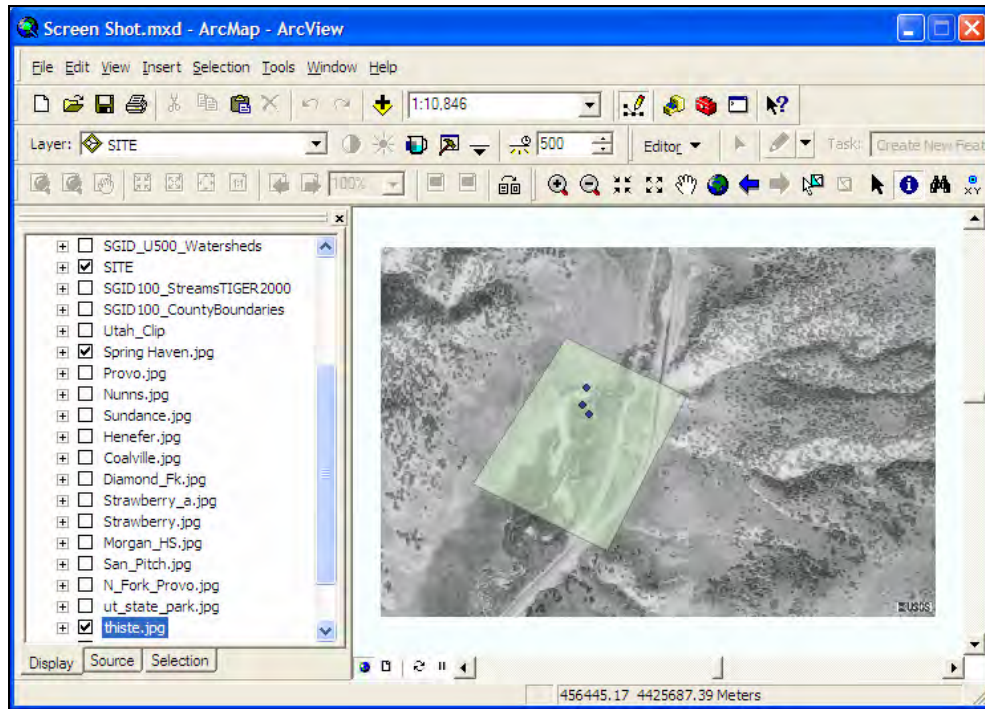 Screen Shot.mxd - ArcMap - ArcView
File Edit View Insert Selection Tools Window Help
1:10,846
Layer: SITE 500 Editor Task: Create New Feat
100%
1:1
XY
SGID_U500_Watersheds
SITE
SGID100_StreamsTIGER2000
SGID100_CountyBoundaries
Utah_Clip
Spring Haven.jpg
Provo.jpg
Nunns.jpg
Sundance.jpg
Henefer.jpg
Coalville.jpg
Diamond_Fk.jpg
Strawberry_a.jpg
Strawberry.jpg
Morgan_HS.jpg
San_Pitch.jpg
N_Fork_Provo.jpg
ut_state_park.jpg
thiste.jpg
USGS
Display Source Selection
456445.17 4425687.39 Meters